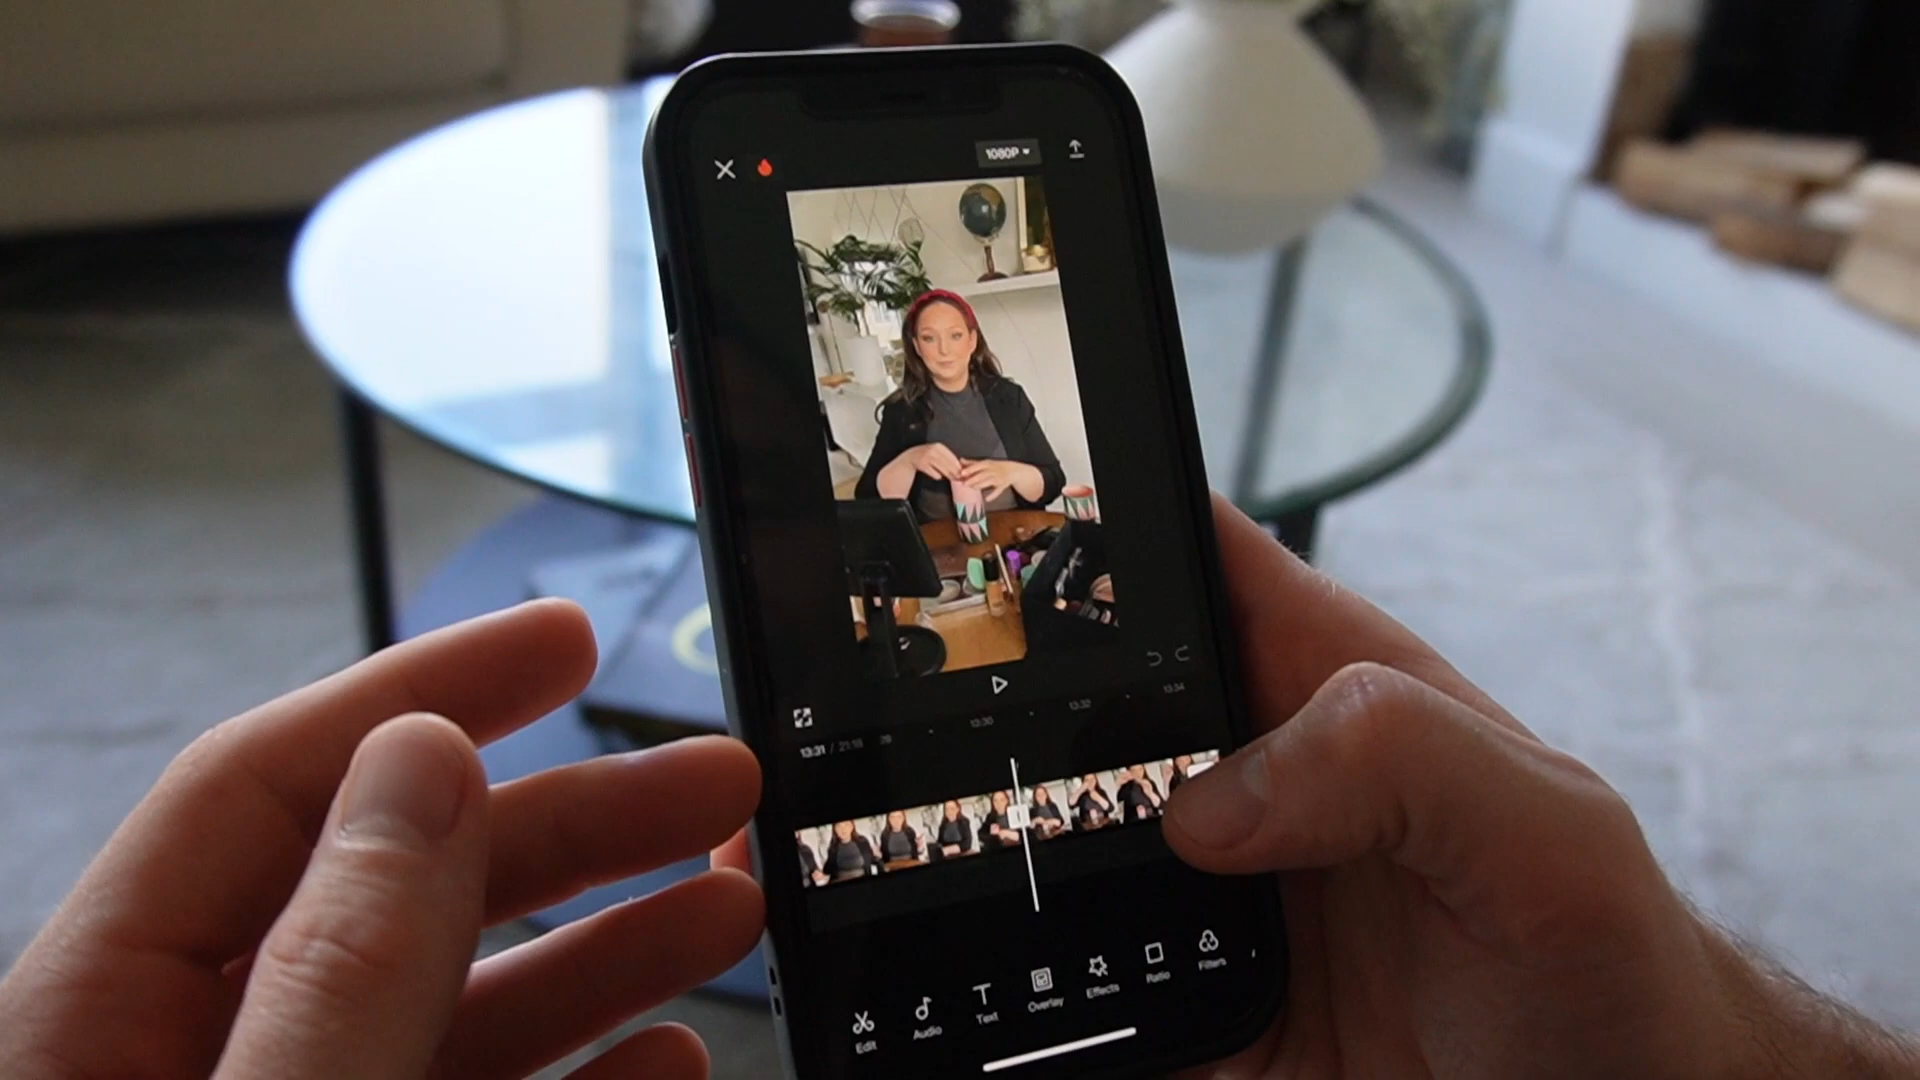 1080P
13:30
13:32
13:34
13:31 / 21:18
Edit
Audio
Text
Overlay
Effects
Ratio
Filters